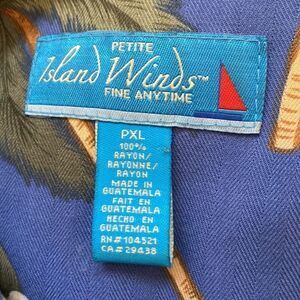 PETITE
Island Winds™
FINE ANYTIME
PXL
100%
RAYON/
RAYONNE/
RAYON
MADE IN
GUATEMALA
FAIT EN
GUATEMALA
HECHO EN
GUATEMALA
RN#104521
CA#29438